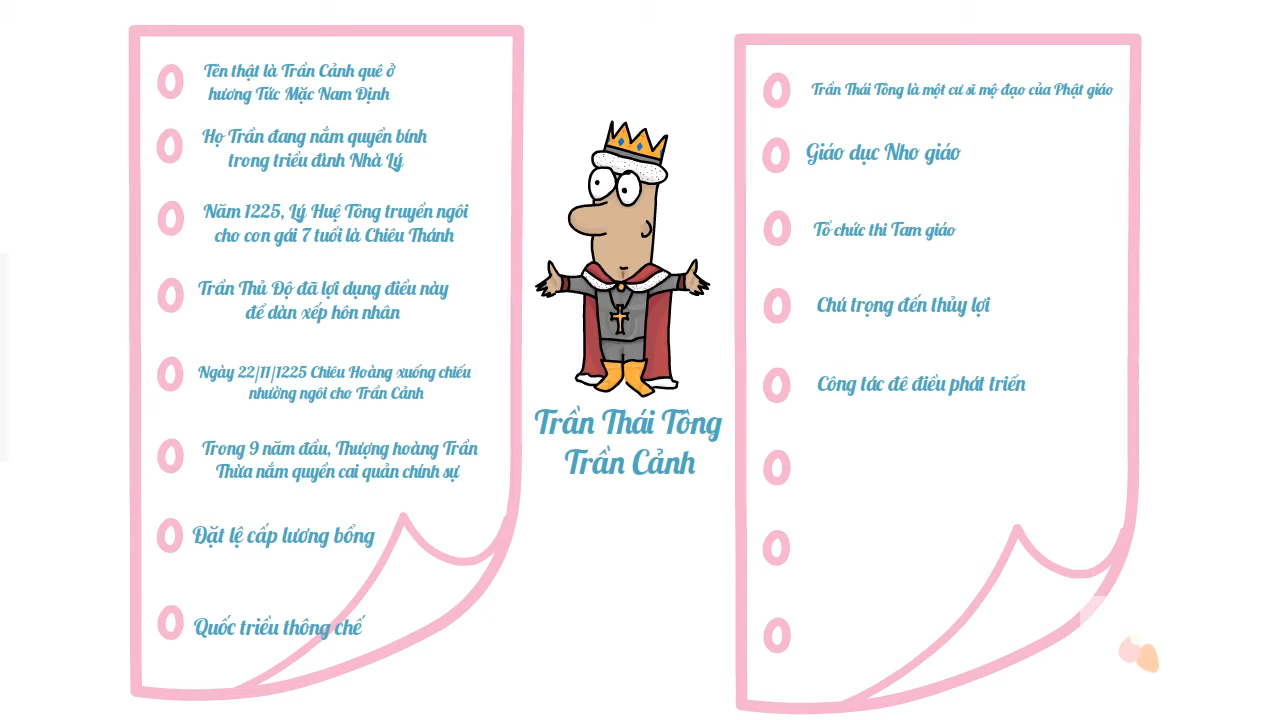 Tên thật là Trần Cảnh quê ở
hương Tức Mặc Nam Định
Họ Trần đang nắm quyền bính
trong triều đình Nhà Lý
Năm 1225, Lý Huệ Tông truyền ngôi
cho con gái 7 tuổi là Chiêu Thánh
Trần Thủ Độ đã lợi dụng điều này
để dàn xếp hôn nhân
Ngày 22/11/1225 Chiêu Hoàng xuống chiếu
nhường ngôi cho Trần Cảnh
Trong 9 năm đầu, Thượng hoàng Trần
Thừa nắm quyền cai quản chính sự
Đặt lệ cấp lương bổng
Quốc triều thông chế
Trần Thái Tông
Trần Cảnh
Trần Thái Tông là một cư sĩ mộ đạo của Phật giáo
Giáo dục Nho giáo
Tổ chức thi Tam giáo
Chú trọng đến thủy lợi
Công tác đê điều phát triển